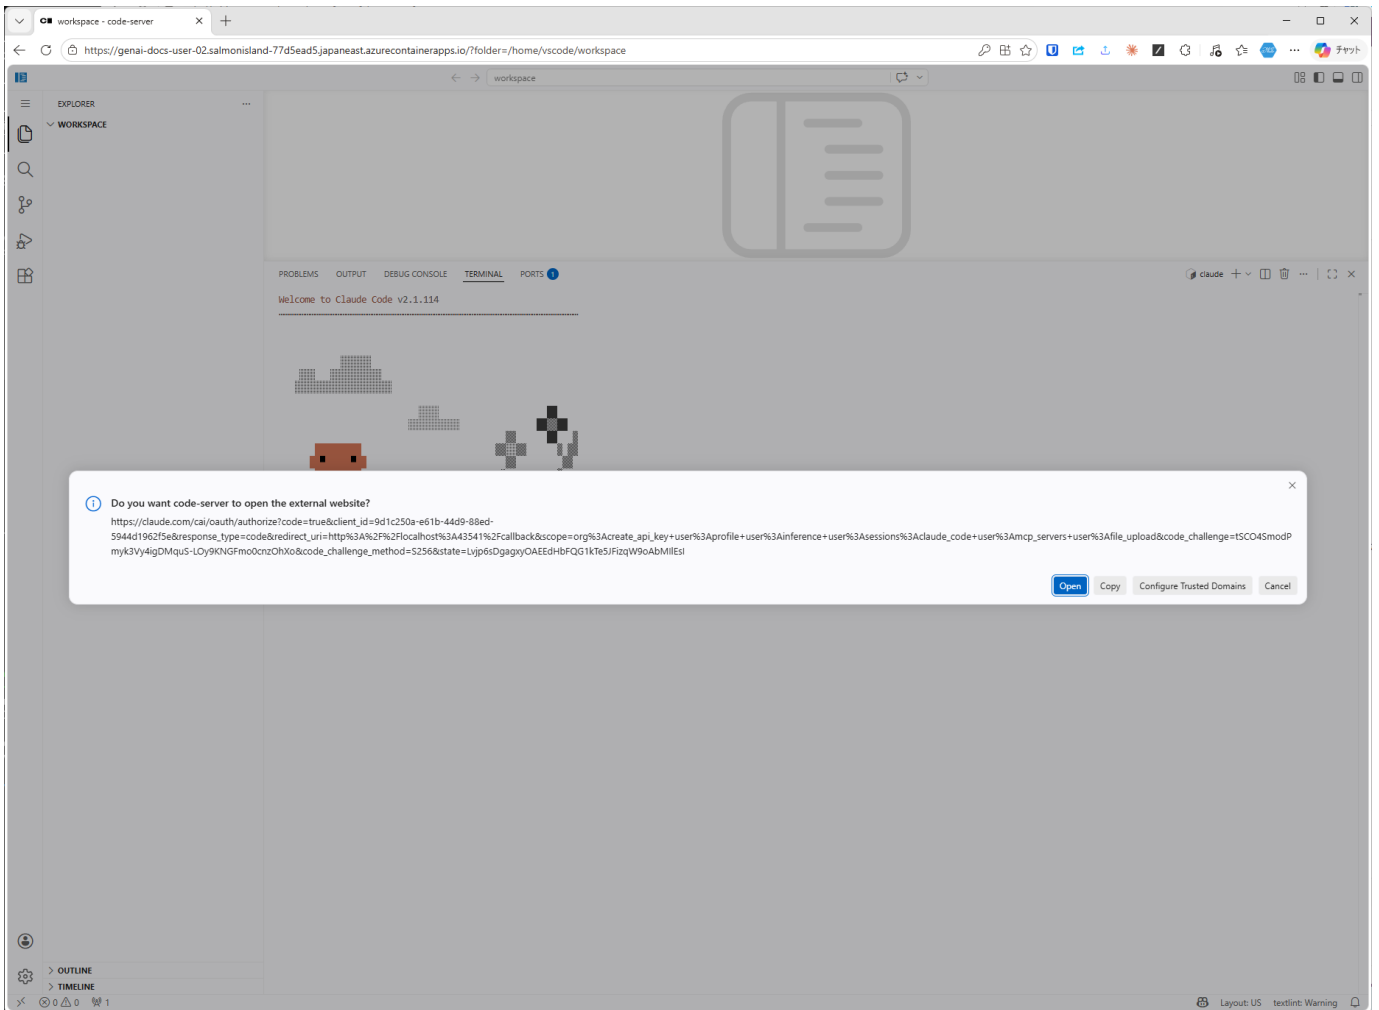 workspace - code-server
https://genai-docs-user-02.salmonisland-77d5ead5.japaneast.azurecontainerapps.io/?folder=/home/vscode/workspace
チャット
workspace
EXPLORER
WORKSPACE
PROBLEMS OUTPUT DEBUG CONSOLE TERMINAL PORTS 1
claude
Welcome to Claude Code v2.1.114
Do you want code-server to open the external website?
https://claude.com/cai/oauth/authorize?code=true&client_id=9d1c250a-e61b-44d9-88ed-
5944d1962f5e&response_type=code&redirect_uri=http%3A%2F%2Flocalhost%3A43541%2Fcallback&scope=org%3Acreate_api_key+user%3Aprofile+user%3Ainference+user%3Asessions%3Aclaude_code+user%3Amcp_servers+user%3Afile_upload&code_challenge=tSCO4SmodP
myk3Vy4igDMquS-LOy9KNGFmo0cnzOhXo&code_challenge_method=S256&state=Lvjp6sDgagxyOAEEdHbFQG1kTe5JFizqW9oAbMIlEsI
Open Copy Configure Trusted Domains Cancel
OUTLINE
TIMELINE
0 0 1
Layout: US textlint: Warning